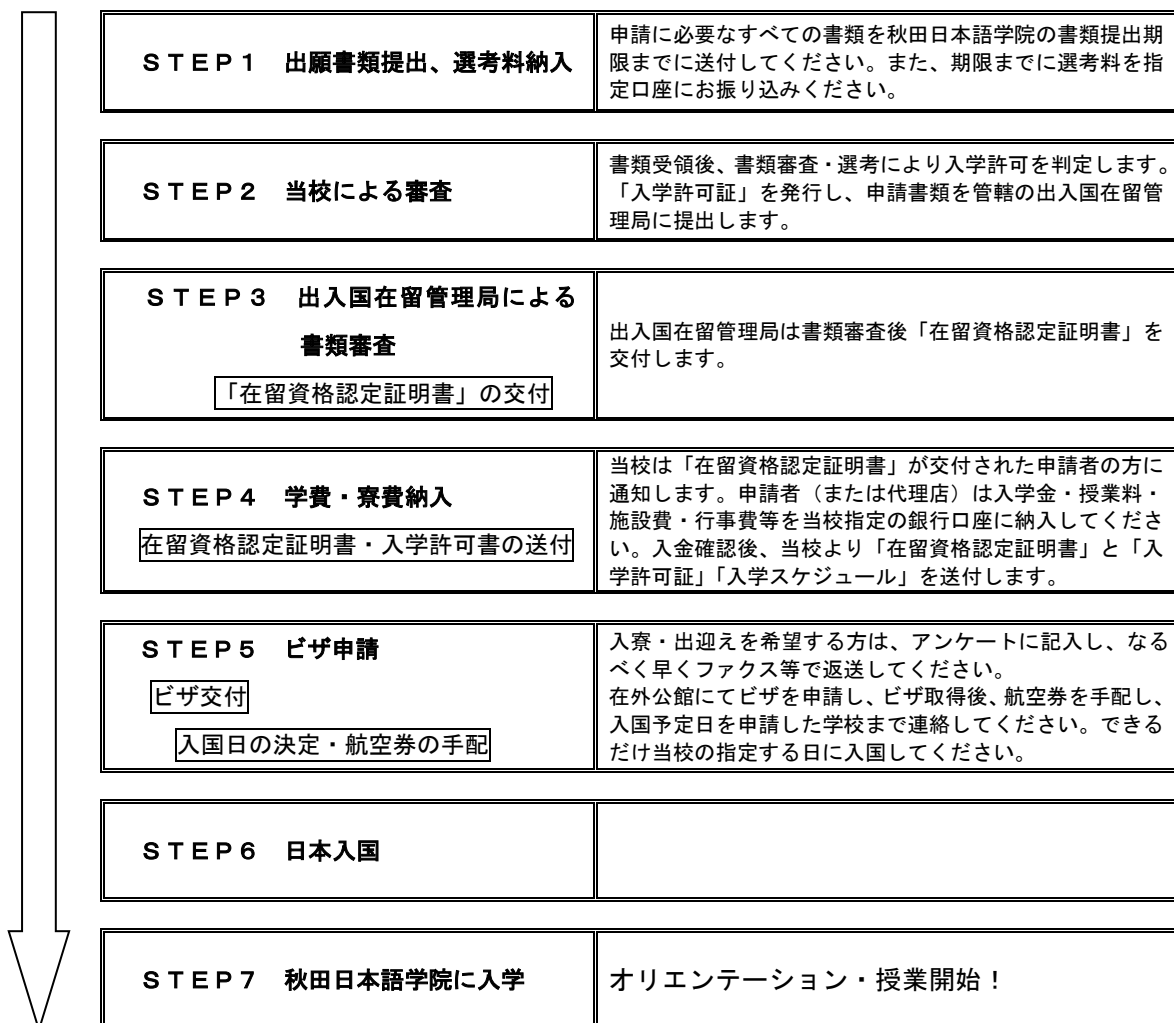 ＳＴＥＰ１　出願書類提出、選考料納入
申請に必要なすべての書類を秋田日本語学院の書類提出期
限までに送付してください。また、期限までに選考料を指
定口座にお振り込みください。
ＳＴＥＰ２　当校による審査
書類受領後、書類審査・選考により入学許可を判定します。
「入学許可証」を発行し、申請書類を管轄の出入国在留管
理局に提出します。
ＳＴＥＰ３　出入国在留管理局による
書類審査
「在留資格認定証明書」の交付
出入国在留管理局は書類審査後「在留資格認定証明書」を
交付します。
ＳＴＥＰ４　学費・寮費納入
在留資格認定証明書・入学許可書の送付
当校は「在留資格認定証明書」が交付された申請者の方に
通知します。申請者（または代理店）は入学金・授業料・
施設費・行事費等を当校指定の銀行口座に納入してくださ
い。入金確認後、当校より「在留資格認定証明書」と「入
学許可証」「入学スケジュール」を送付します。
ＳＴＥＰ５　ビザ申請
ビザ交付
入国日の決定・航空券の手配
入寮・出迎えを希望する方は、アンケートに記入し、なる
べく早くファクス等で返送してください。
在外公館にてビザを申請し、ビザ取得後、航空券を手配し、
入国予定日を申請した学校まで連絡してください。できる
だけ当校の指定する日に入国してください。
ＳＴＥＰ６　日本入国
ＳＴＥＰ７　秋田日本語学院に入学
オリエンテーション・授業開始！